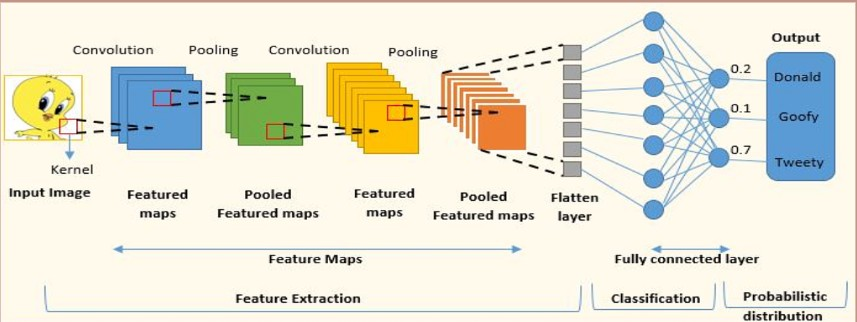 Convolution
Pooling
Convolution
Pooling
Output
0.2
Donald
0.1
Goofy
0.7
Tweety
Kernel
Input Image
Featured
maps
Pooled
Featured maps
Featured
maps
Pooled
Featured maps
Flatten
layer
Feature Maps
Fully connected layer
Feature Extraction
Classification
Probabilistic
distribution